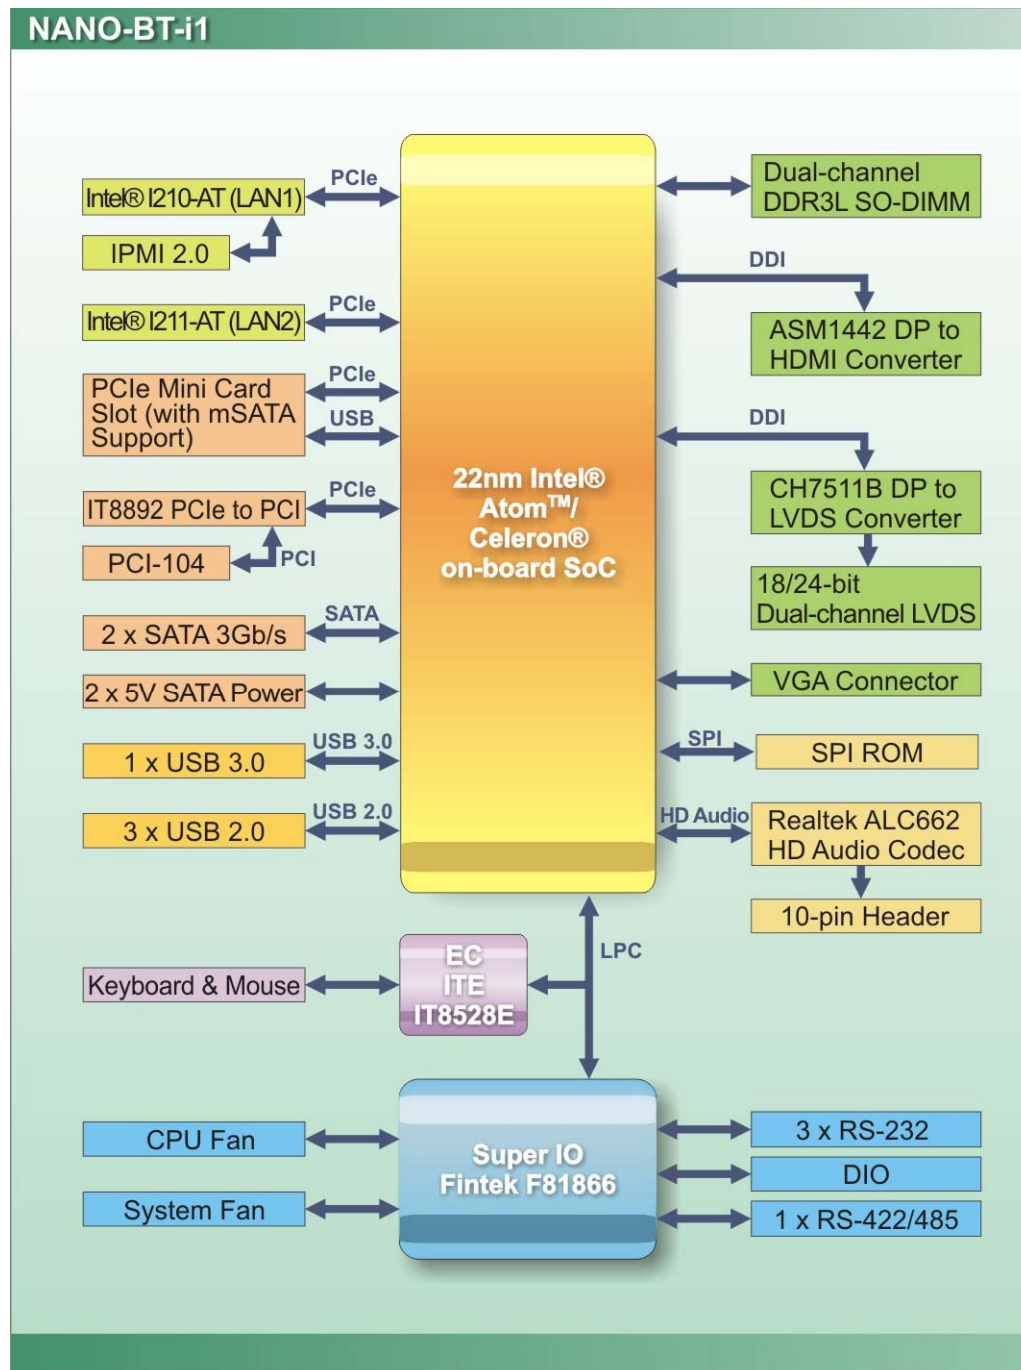 NANO-BT-i1
PCIe
Intel® I210-AT (LAN1)
IPMI 2.0
PCIe
Intel® I211-AT (LAN2)
PCIe
PCIe Mini Card
Slot (with mSATA
Support)
USB
PCIe
IT8892 PCIe to PCI
PCI-104
PCI
SATA
2 x SATA 3Gb/s
2 x 5V SATA Power
USB 3.0
1 x USB 3.0
USB 2.0
3 x USB 2.0
22nm Intel®
Atom™/
Celeron®
on-board SoC
Dual-channel
DDR3L SO-DIMM
DDI
ASM1442 DP to
HDMI Converter
DDI
CH7511B DP to
LVDS Converter
18/24-bit
Dual-channel LVDS
VGA Connector
SPI
SPI ROM
HD Audio
Realtek ALC662
HD Audio Codec
10-pin Header
LPC
Keyboard & Mouse
EC
ITE
IT8528E
CPU Fan
System Fan
Super IO
Fintek F81866
3 x RS-232
DIO
1 x RS-422/485